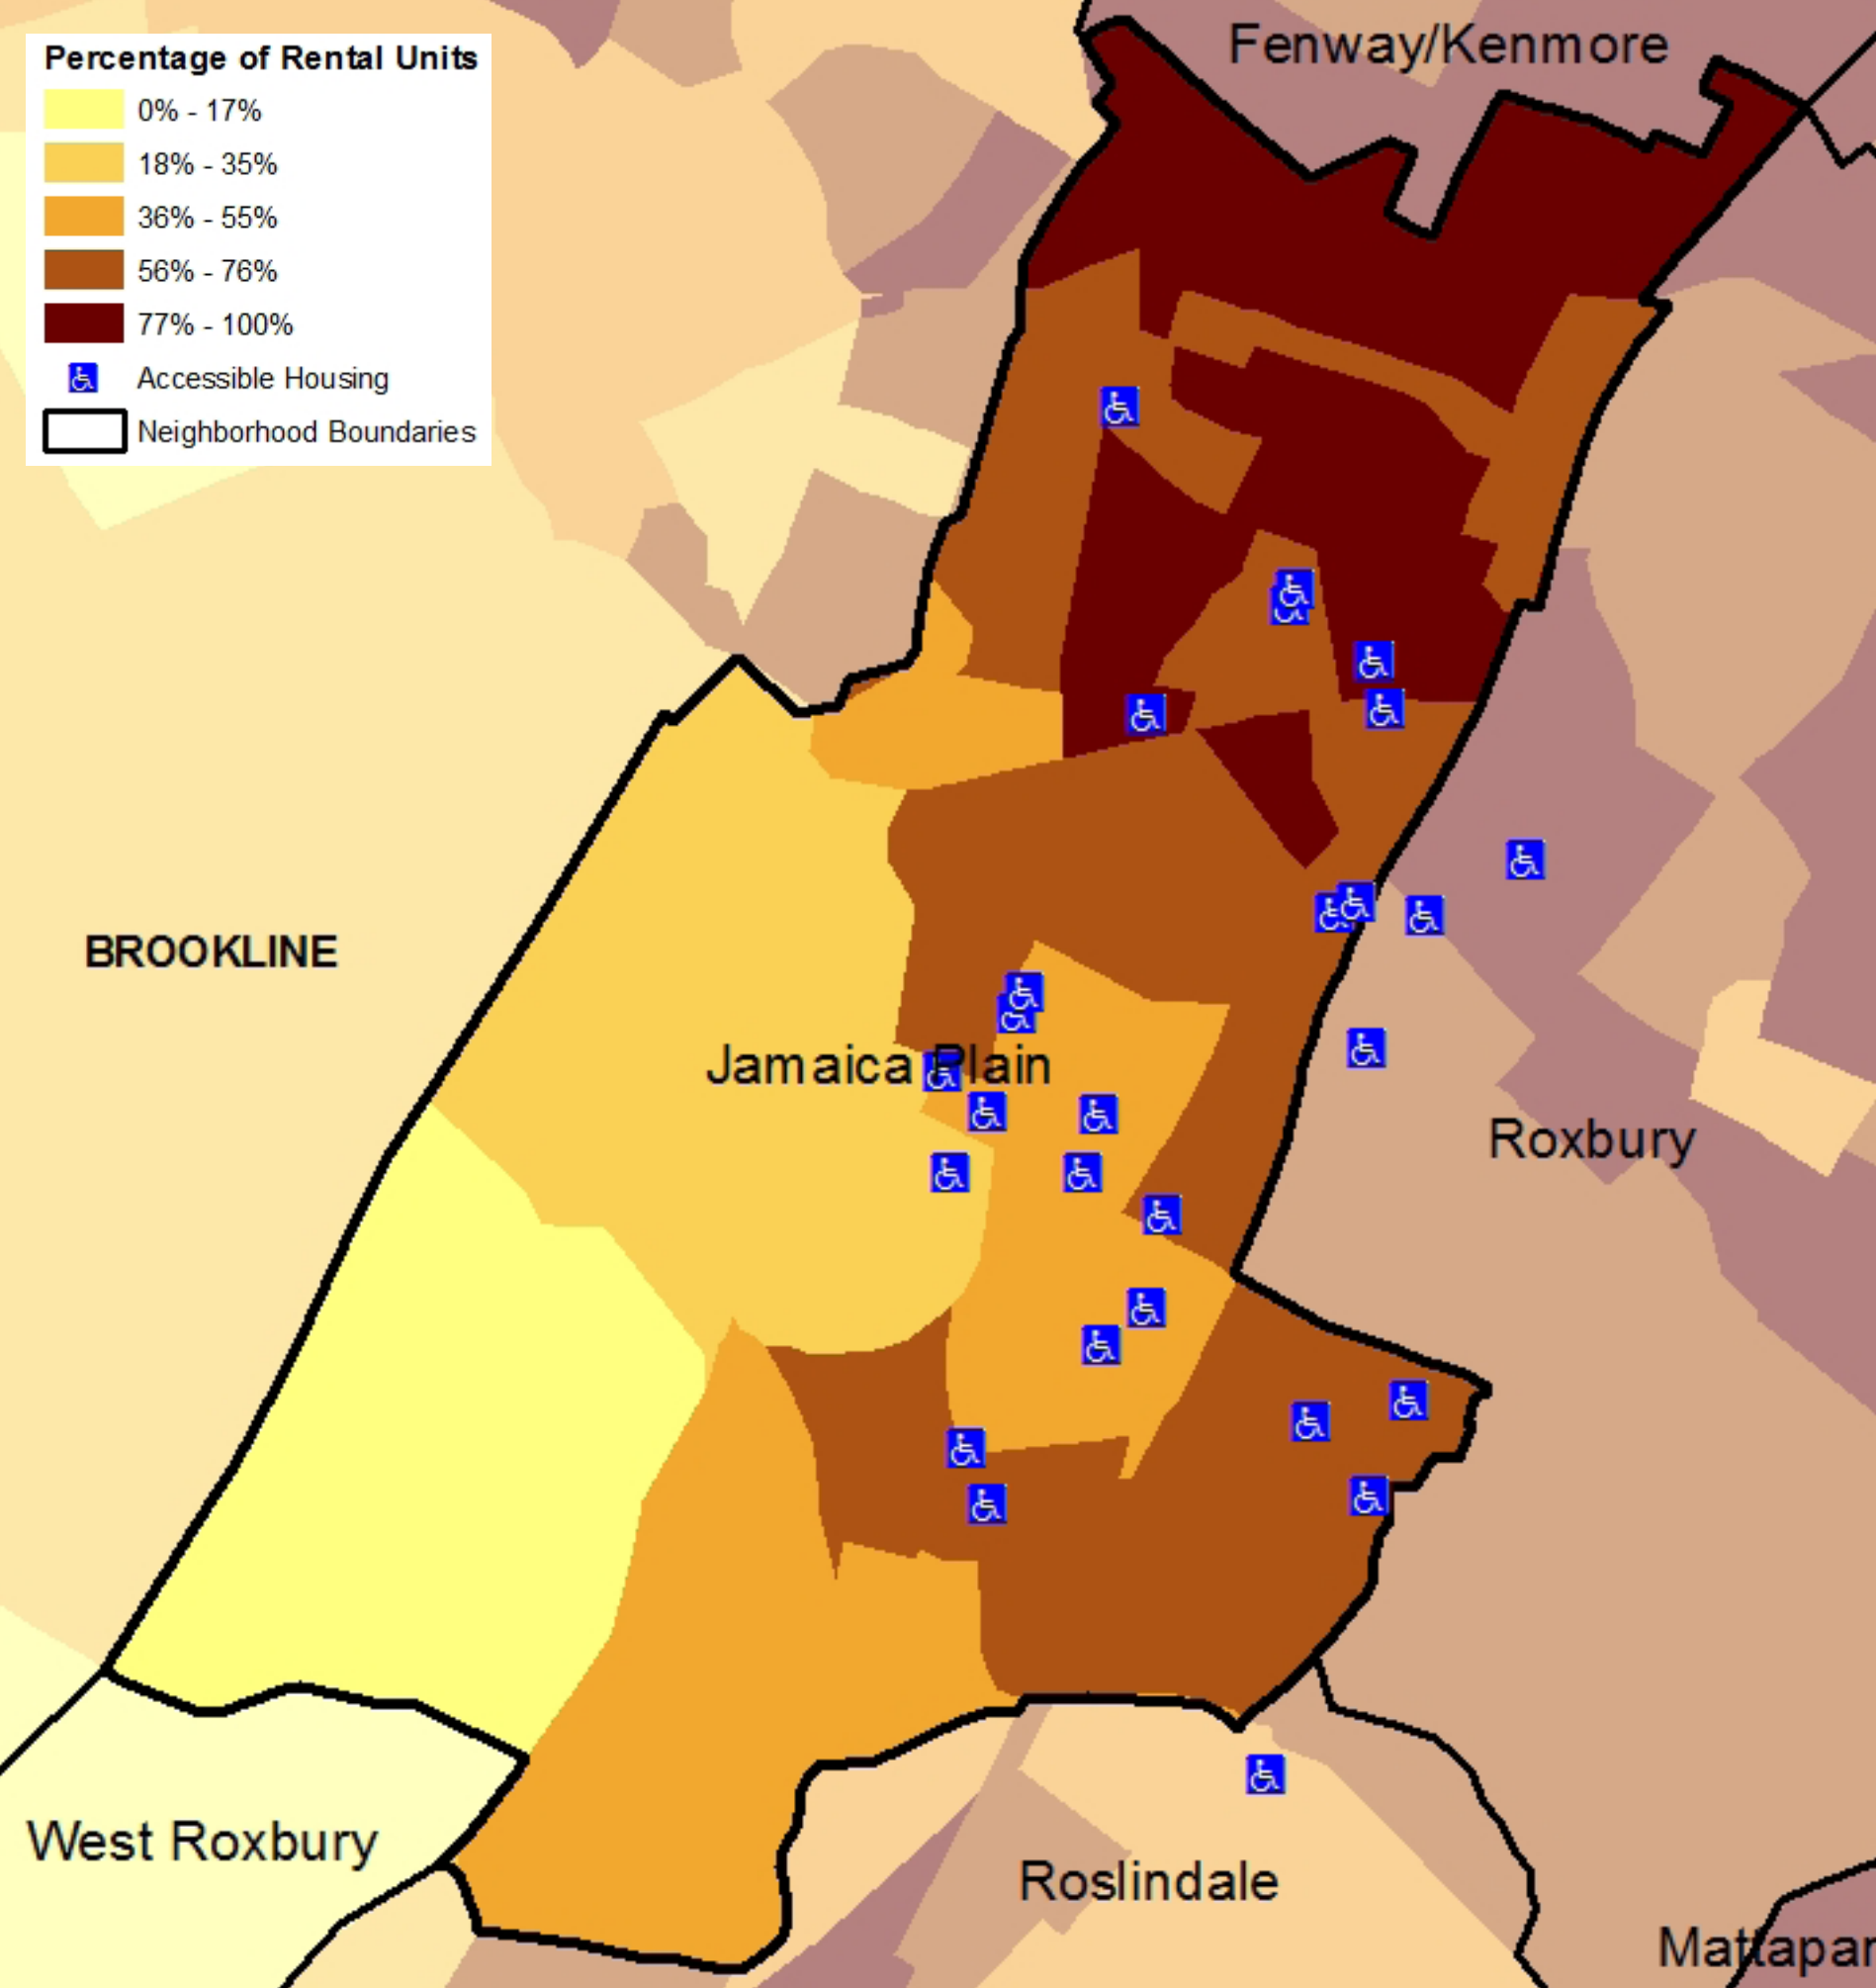 Percentage of Rental Units
0% - 17%
18% - 35%
36% - 55%
56% - 76%
77% - 100%
Accessible Housing
Neighborhood Boundaries
Fenway/Kenmore
BROOKLINE
Jamaica Plain
Roxbury
West Roxbury
Roslindale
Mattapan